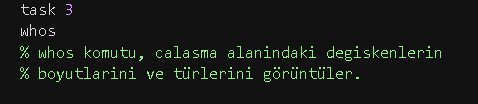 task 3
whos
% whos komutu, calasma alanindaki degiskenlerin
% boyutlarini ve türlerini görüntüler.